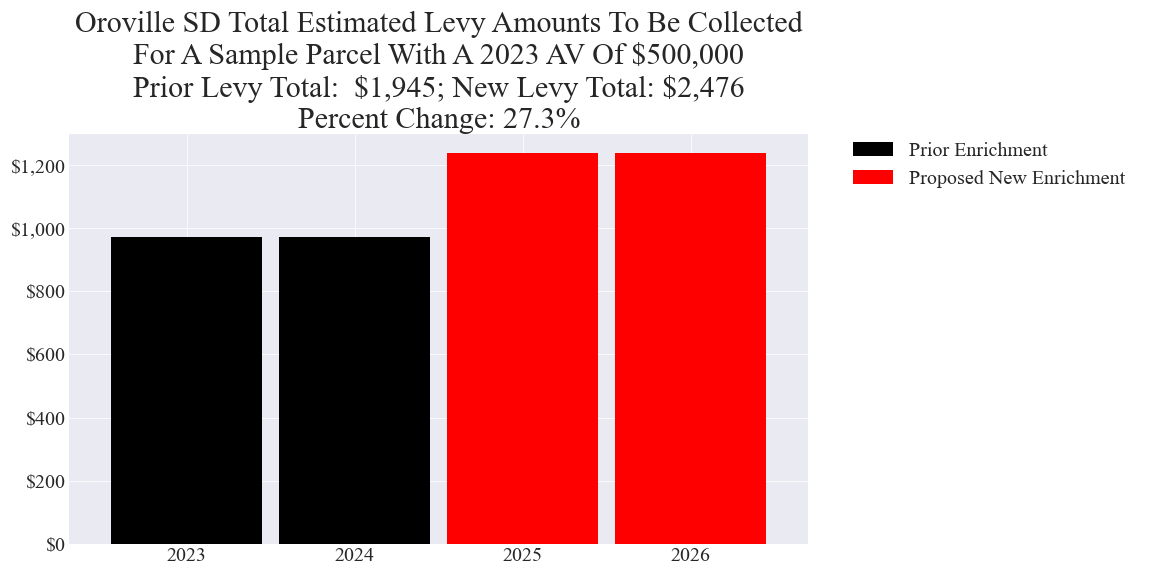 Oroville SD Total Estimated Levy Amounts To Be Collected
For A Sample Parcel With A 2023 AV Of $500,000
Prior Levy Total:  $1,945; New Levy Total: $2,476
Percent Change: 27.3%
Prior Enrichment
Proposed New Enrichment
$1,200
$1,000
$800
$600
$400
$200
$0
2023 2024 2025 2026